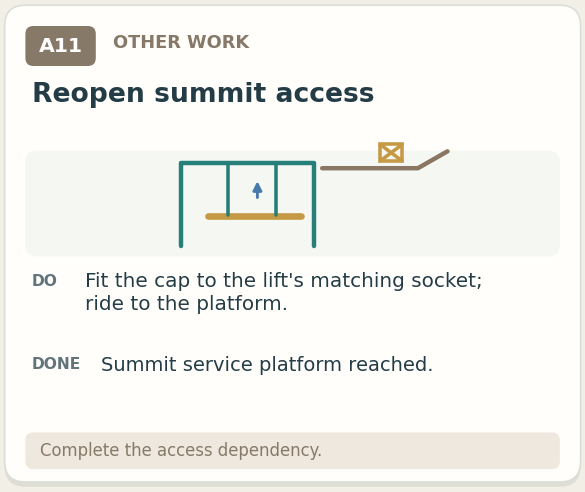 A11 OTHER WORK
Reopen summit access
DO Fit the cap to the lift's matching socket;
ride to the platform.
DONE Summit service platform reached.
Complete the access dependency.